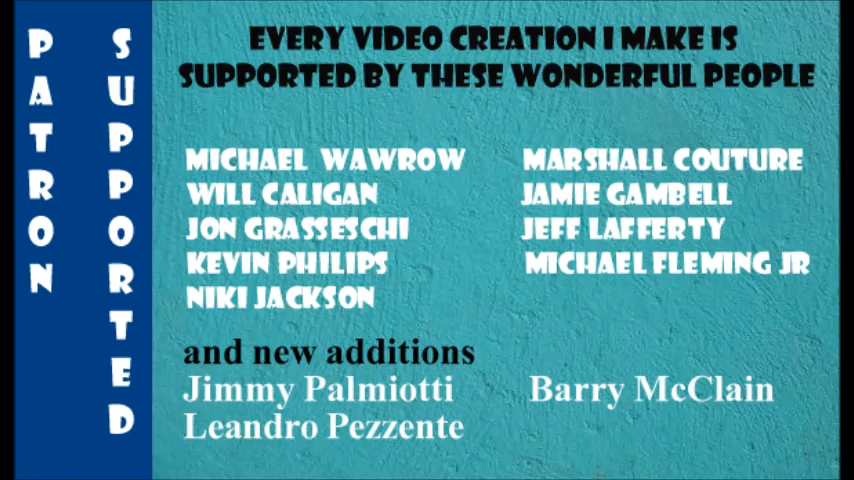 PATRON
SUPPORTED
EVERY VIDEO CREATION I MAKE IS
SUPPORTED BY THESE WONDERFUL PEOPLE
MICHAEL WAWROW
WILL CALIGAN
JON GRASSESCHI
KEVIN PHILIPS
NIKI JACKSON
MARSHALL COUTURE
JAMIE GAMBELL
JEFF LAFFERTY
MICHAEL FLEMING JR
and new additions
Jimmy Palmiotti
Leandro Pezzente
Barry McClain